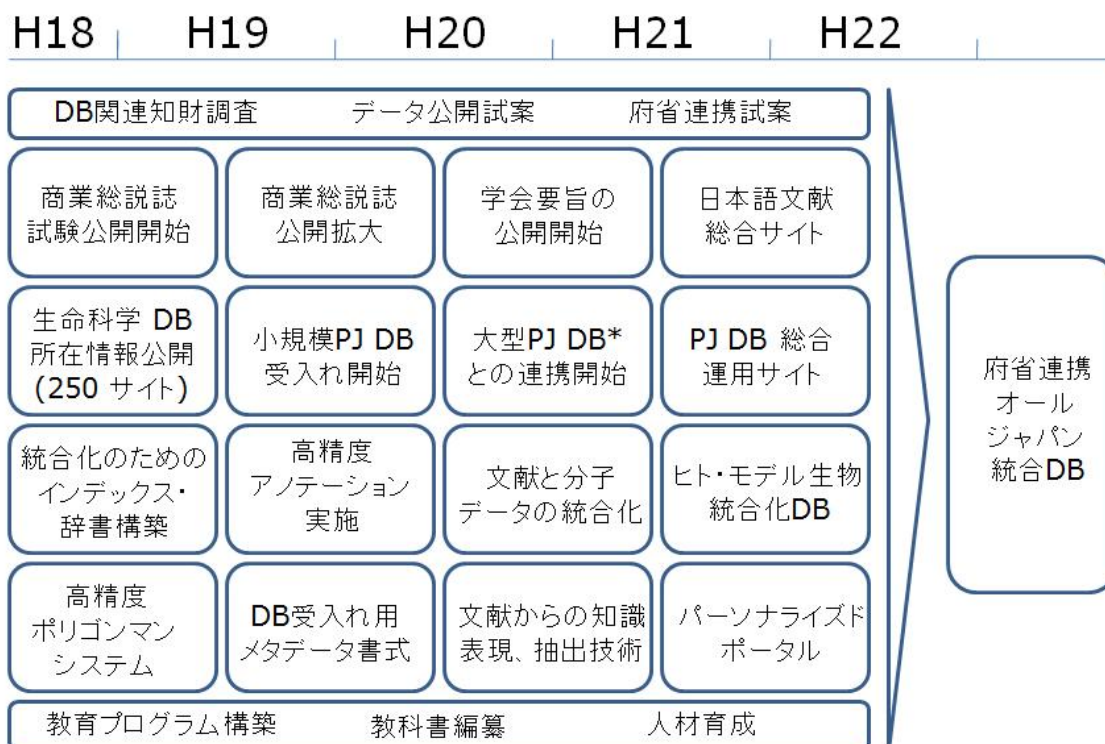 H18 H19 H20 H21 H22
DB関連知財調査 データ公開試案 府省連携試案
商業総説誌
試験公開開始
商業総説誌
公開拡大
学会要旨の
公開開始
日本語文献
総合サイト
生命科学 DB
所在情報公開
(250 サイト)
小規模PJ DB
受入れ開始
大型PJ DB*
との連携開始
PJ DB 総合
運用サイト
統合化のための
インデックス・
辞書構築
高精度
アノテーション
実施
文献と分子
データの統合化
ヒト・モデル生物
統合化DB
高精度
ポリゴンマン
システム
DB受入れ用
メタデータ書式
文献からの知識
表現、抽出技術
パーソナライズド
ポータル
教育プログラム構築 教科書編纂 人材育成
府省連携
オール
ジャパン
統合DB